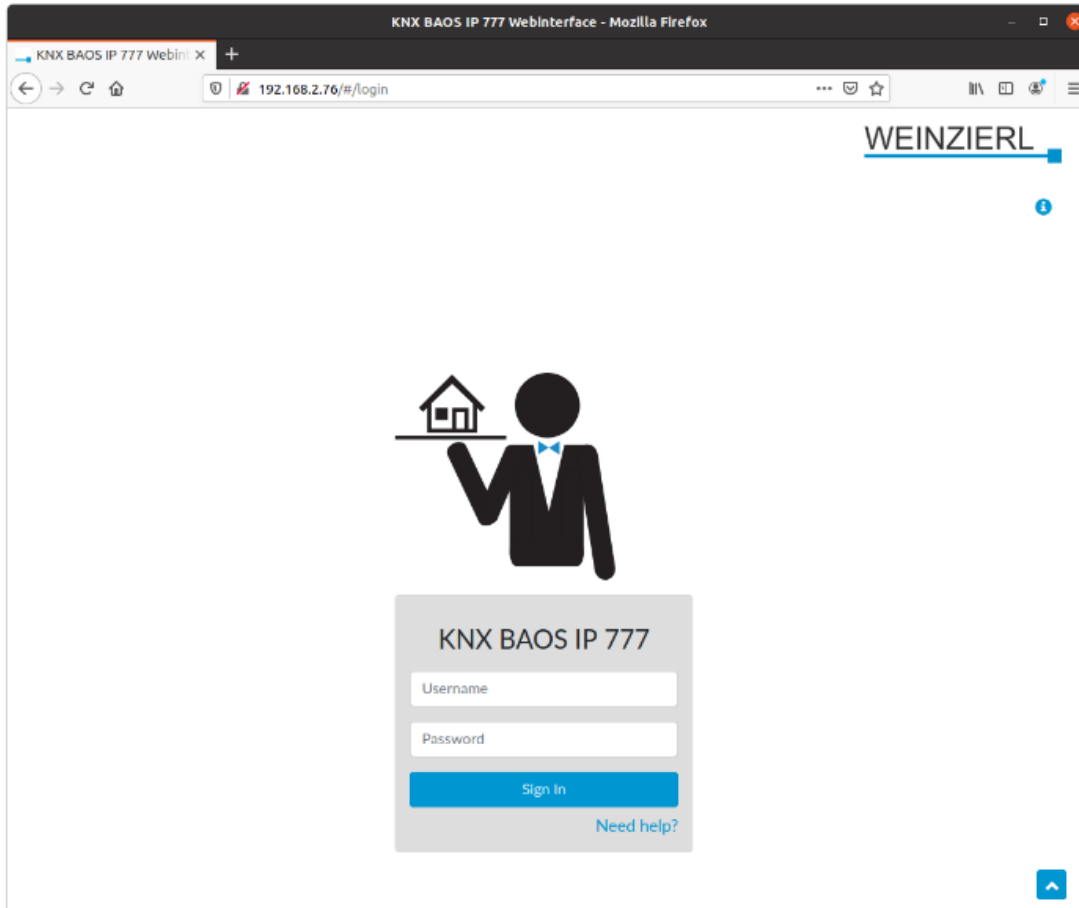 KNX BAOS IP 777 Webinterface - Mozilla Firefox
KNX BAOS IP 777 Webint
192.168.2.76/#/login
WEINZIERL
KNX BAOS IP 777
Username
Password
Sign In
Need help?